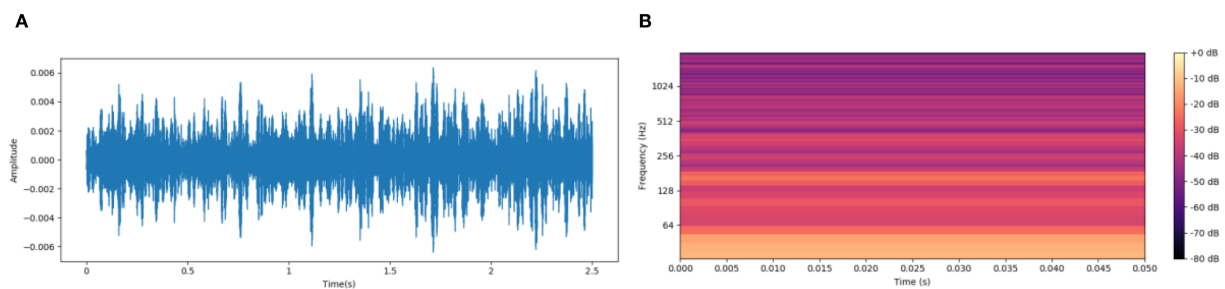 A
B
0.006
0.004
0.002
0.000
−0.002
−0.004
−0.006
Amplitude
0
0.5
1
1.5
2
2.5
Time(s)
1024
512
256
128
64
Frequency (Hz)
0.000
0.005
0.010
0.015
0.020
0.025
0.030
0.035
0.040
0.045
0.050
Time (s)
+0 dB
-10 dB
-20 dB
-30 dB
-40 dB
-50 dB
-60 dB
-70 dB
-80 dB